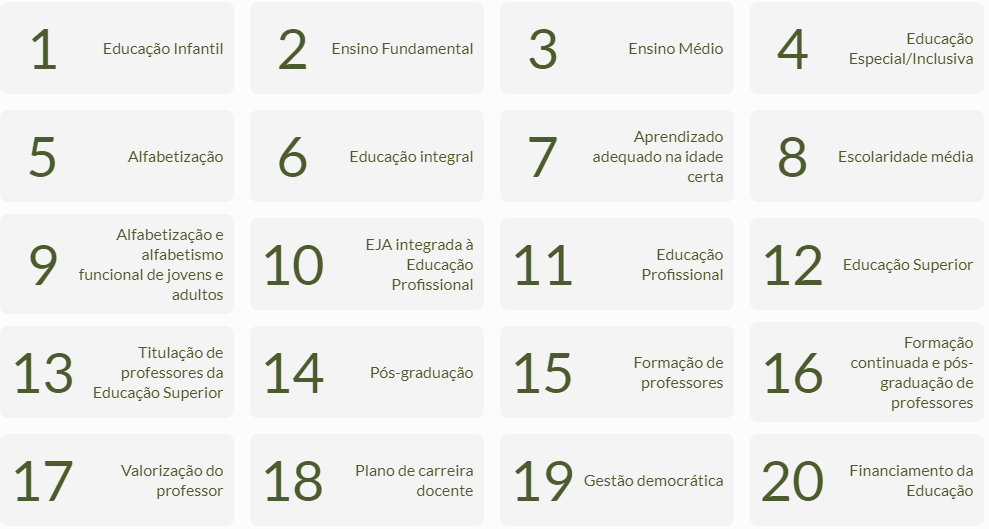 1
Educação Infantil
2
Ensino Fundamental
3
Ensino Médio
4
Educação
Especial/Inclusiva
5
Alfabetização
6
Educação integral
7
Aprendizado
adequado na idade
certa
8
Escolaridade média
9
Alfabetização e
alfabetismo
funcional de jovens e
adultos
10
EJA integrada à
Educação
Profissional
11
Educação
Profissional
12
Educação Superior
13
Titulação de
professores da
Educação Superior
14
Pós-graduação
15
Formação de
professores
16
Formação
continuada e pós-
graduação de
professores
17
Valorização do
professor
18
Plano de carreira
docente
19
Gestão democrática
20
Financiamento da
Educação